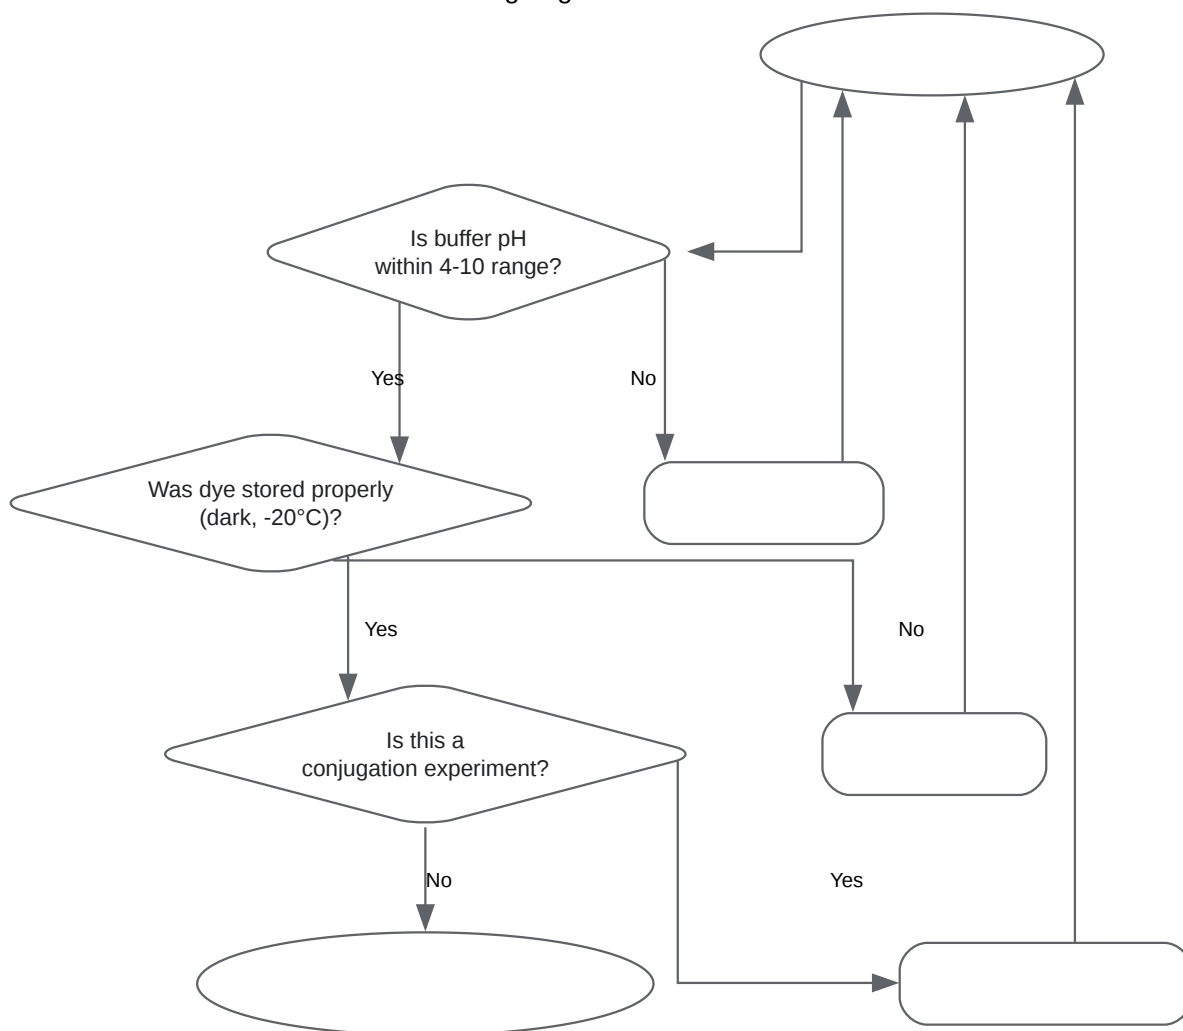 Is buffer pH
within 4-10 range?
Yes
No
Was dye stored properly
(dark, -20°C)?
Yes
No
Is this a
conjugation experiment?
No
Yes